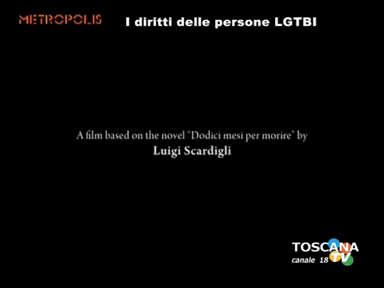 METROPOLIS
I diritti delle persone LGTBI
A film based on the novel "Dodici mesi per morire" by
Luigi Scardigli
TOSCANA
canale 18 TV